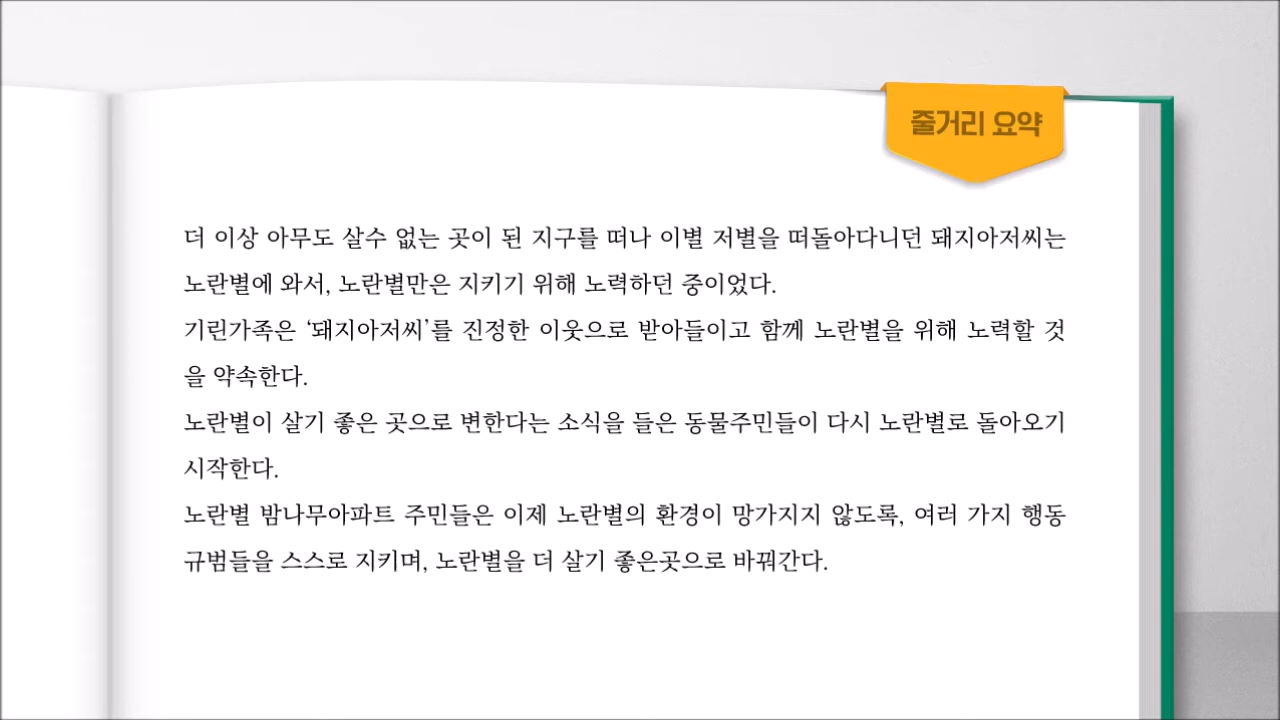 줄거리 요약
더 이상 아무도 살수 없는 곳이 된 지구를 떠나 이별 저별을 떠돌아다니던 돼지아저씨는
노란별에 와서, 노란별만은 지키기 위해 노력하던 중이었다.
기린가족은 ‘돼지아저씨’를 진정한 이웃으로 받아들이고 함께 노란별을 위해 노력할 것
을 약속한다.
노란별이 살기 좋은 곳으로 변한다는 소식을 들은 동물주민들이 다시 노란별로 돌아오기
시작한다.
노란별 밤나무아파트 주민들은 이제 노란별의 환경이 망가지지 않도록, 여러 가지 행동
규범들을 스스로 지키며, 노란별을 더 살기 좋은곳으로 바꿔간다.